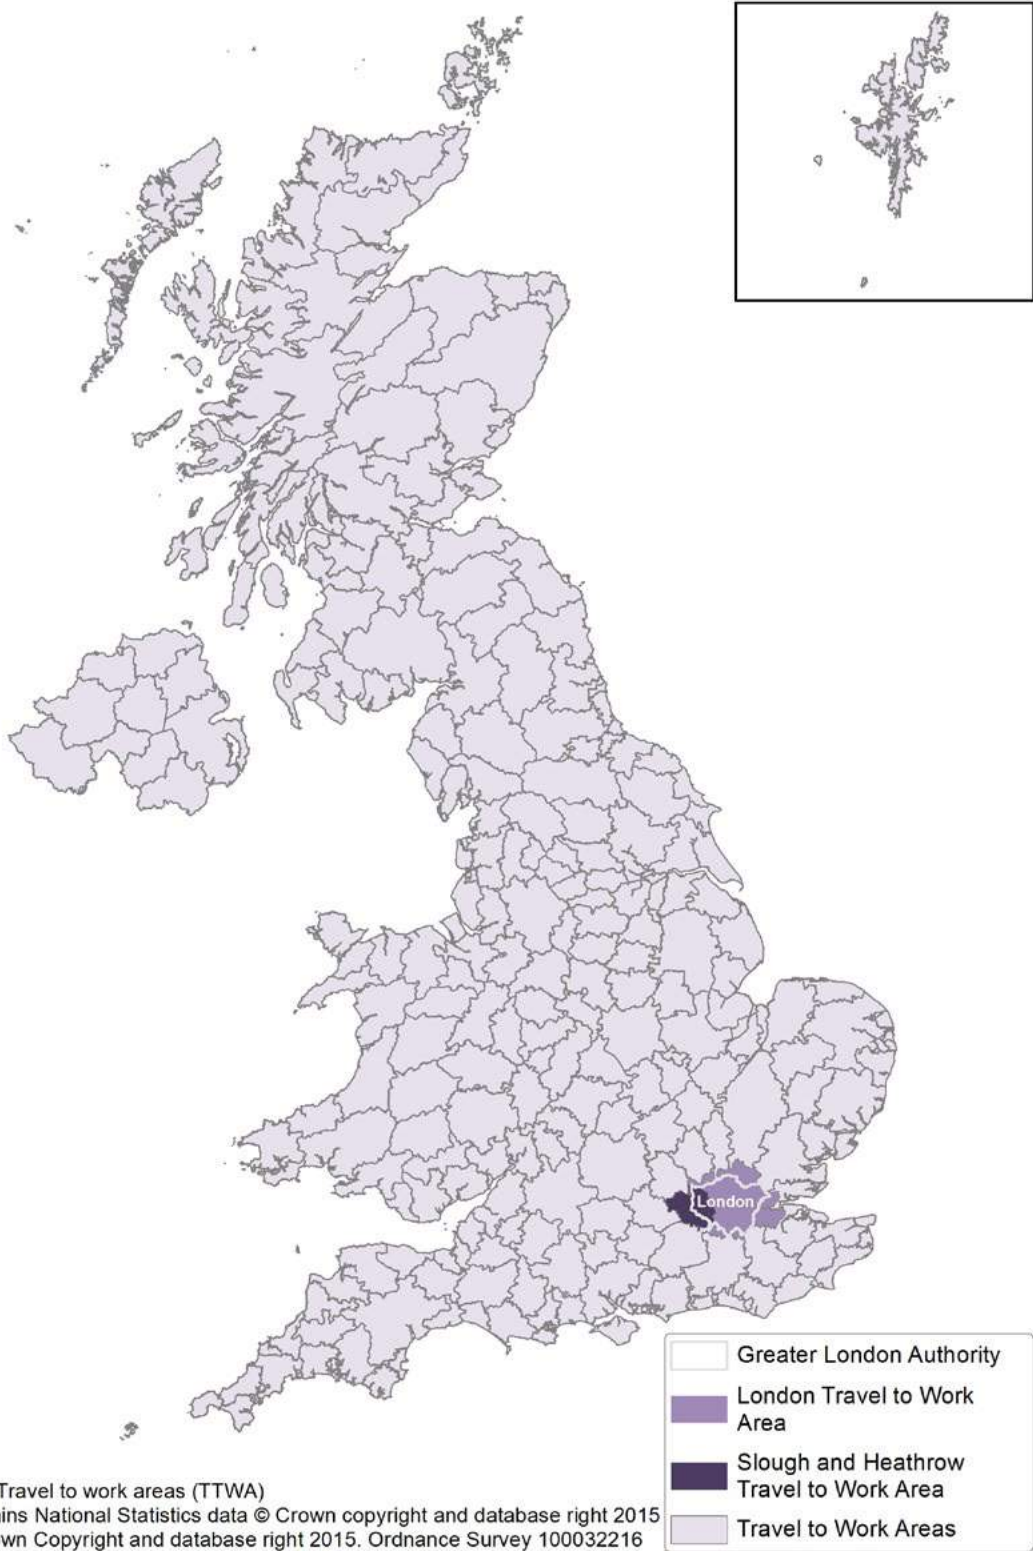 London
Greater London Authority
London Travel to Work
Area
Slough and Heathrow
Travel to Work Area
Travel to Work Areas
Travel to work areas (TTWA)
ins National Statistics data © Crown copyright and database right 2015
wn Copyright and database right 2015. Ordnance Survey 100032216